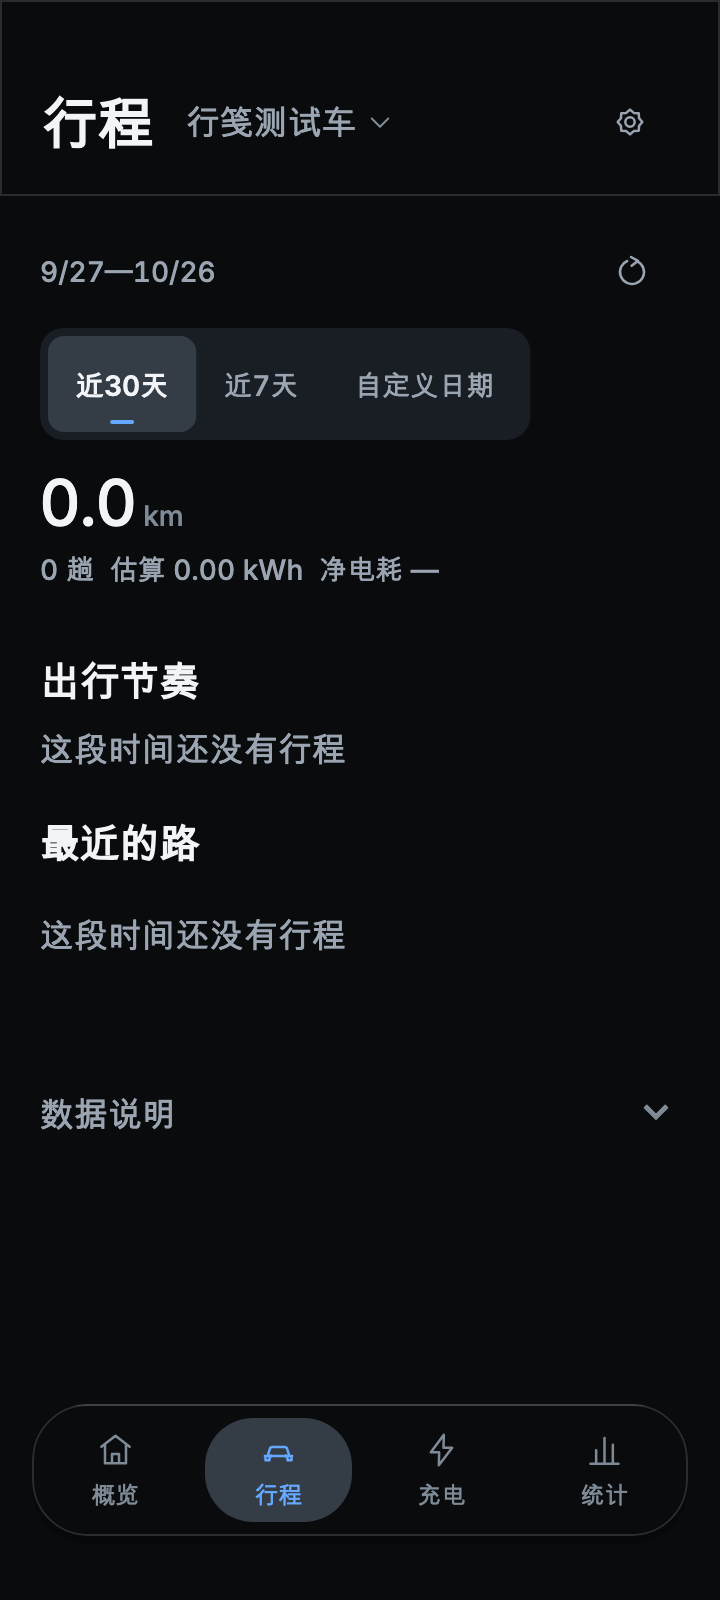 行程 行笺测试车
9/27—10/26
近30天 近7天 自定义日期
0.0 km
0 趟 估算 0.00 kWh 净电耗 —
出行节奏
这段时间还没有行程
最近的路
这段时间还没有行程
数据说明
概览 行程 充电 统计